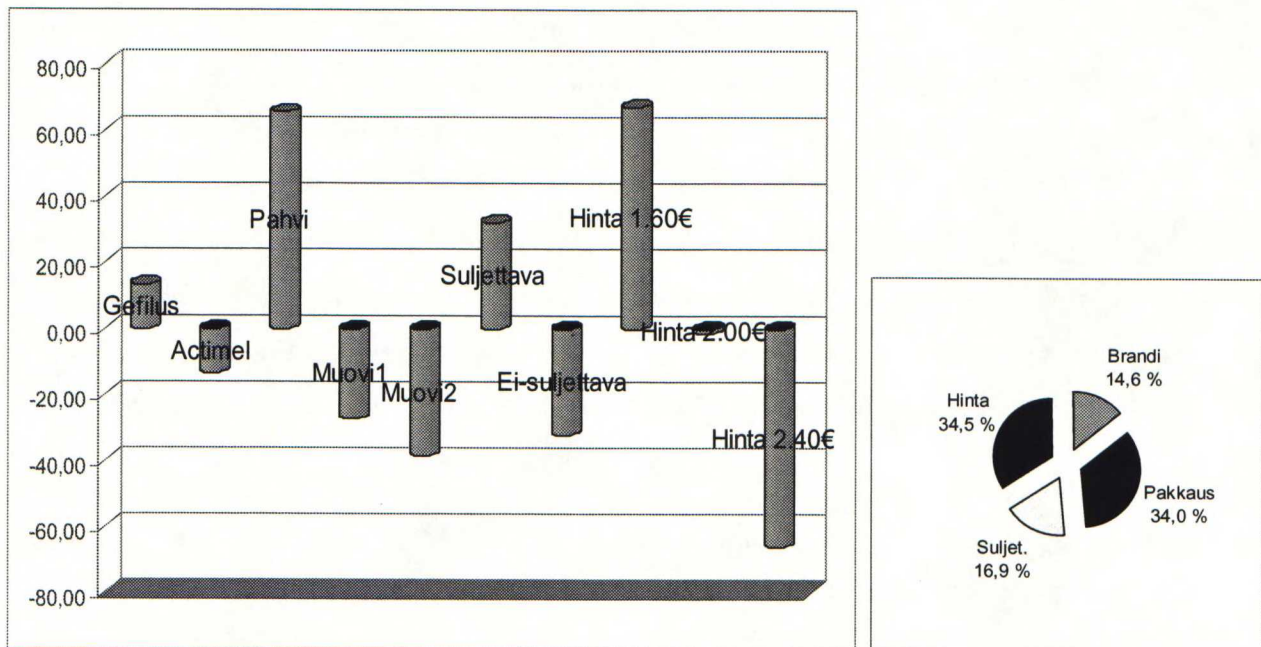 80,00
60,00
40,00
20,00
0,00
-20,00
-40,00
-60,00
-80,00
Gefilus
Actimel
Pahvi
Muovi1
Muovi2
Suljettava
Ei-suljettava
Hinta 1.60€
Hinta 2.00€
Hinta 2.40€
Brandi
14,6 %
Pakkaus
34,0 %
Suljet.
16,9 %
Hinta
34,5 %